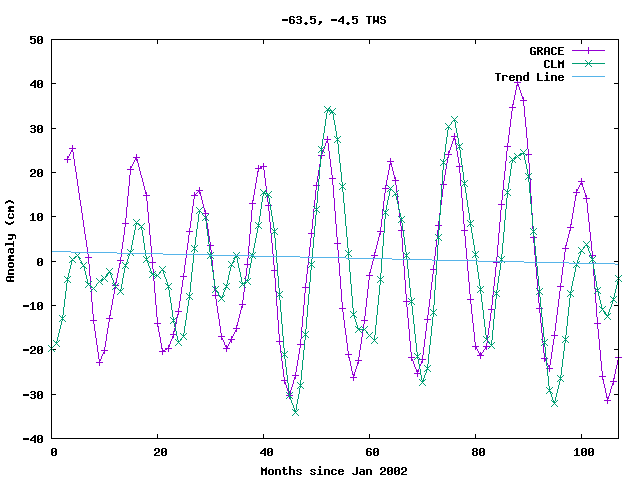 -63.5, -4.5 TWS
GRACE
CLM
Trend Line
50
40
30
20
10
0
-10
-20
-30
-40
Anomaly (cm)
0 20 40 60 80 100
Months since Jan 2002